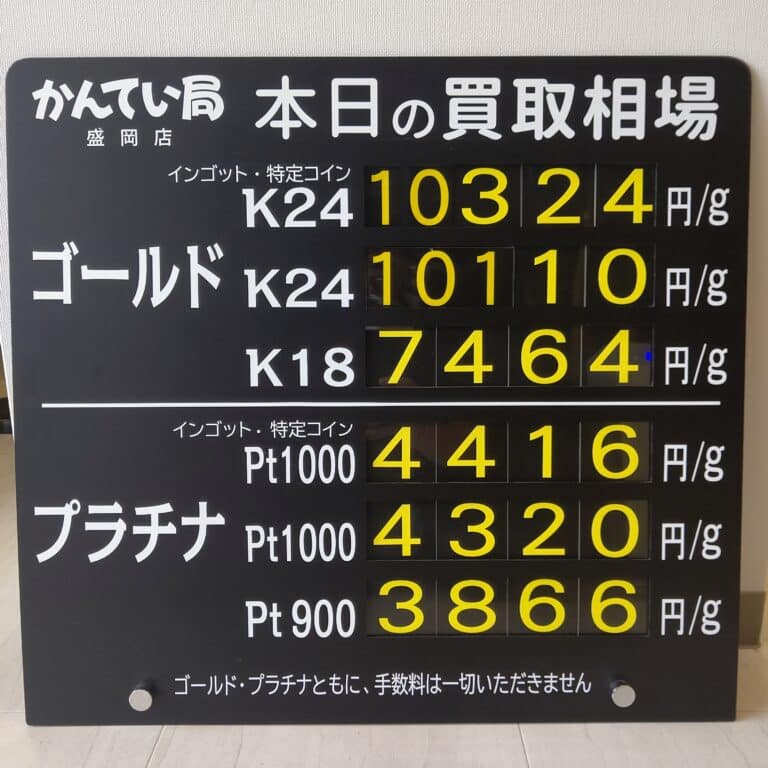 かんてい局 本日の買取相場
盛岡店
インゴット・特定コイン
K24 10324 円/g
ゴールド K24 10110 円/g
K18 7464 円/g
インゴット・特定コイン
Pt1000 4416 円/g
プラチナ Pt1000 4320 円/g
Pt900 3866 円/g
ゴールド・プラチナともに、手数料は一切いただきません